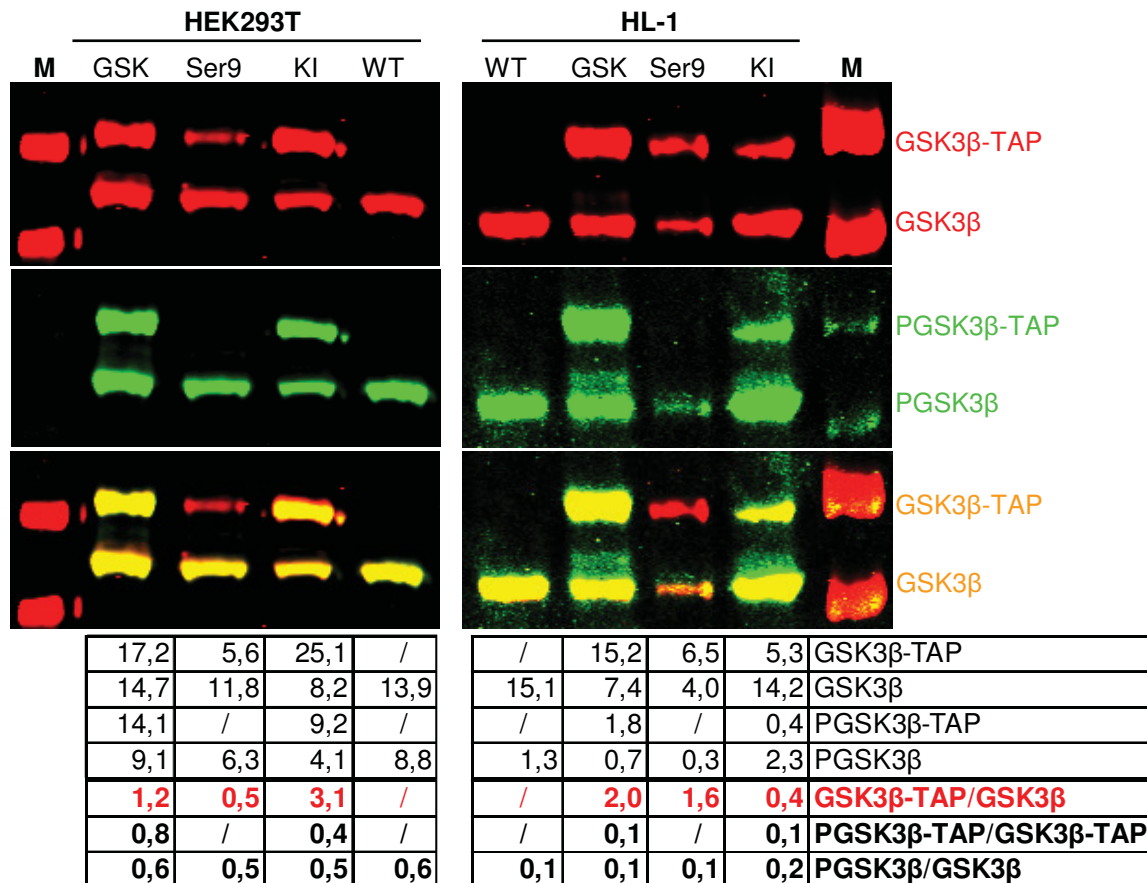 HEK293T HL-1
M GSK Ser9 KI WT WT GSK Ser9 KI M
GSK3β-TAP
GSK3β
PGSK3β-TAP
PGSK3β
GSK3β-TAP
GSK3β
17,2 5,6 25,1 / / 15,2 6,5 5,3 GSK3β-TAP
14,7 11,8 8,2 13,9 15,1 7,4 4,0 14,2 GSK3β
14,1 / 9,2 / / 1,8 / 0,4 PGSK3β-TAP
9,1 6,3 4,1 8,8 1,3 0,7 0,3 2,3 PGSK3β
1,2 0,5 3,1 / / 2,0 1,6 0,4 GSK3β-TAP/GSK3β
0,8 / 0,4 / / 0,1 / 0,1 PGSK3β-TAP/GSK3β-TAP
0,6 0,5 0,5 0,6 0,1 0,1 0,1 0,2 PGSK3β/GSK3β